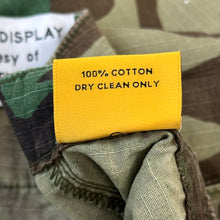 DISPLAY
esy of
100% COTTON
DRY CLEAN ONLY